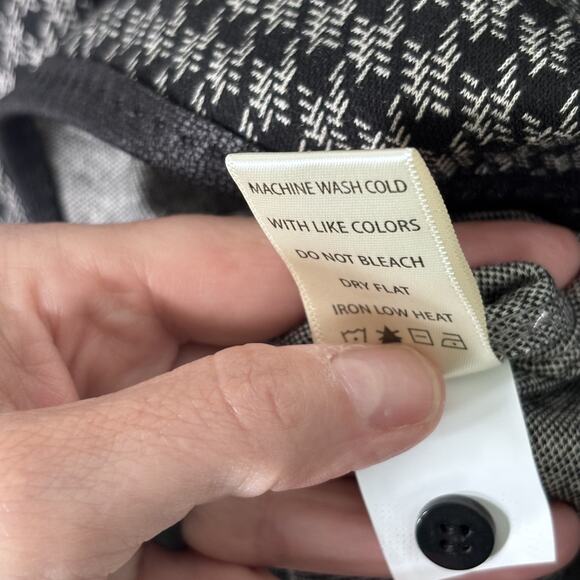 MACHINE WASH COLD
WITH LIKE COLORS
DO NOT BLEACH
DRY FLAT
IRON LOW HEAT